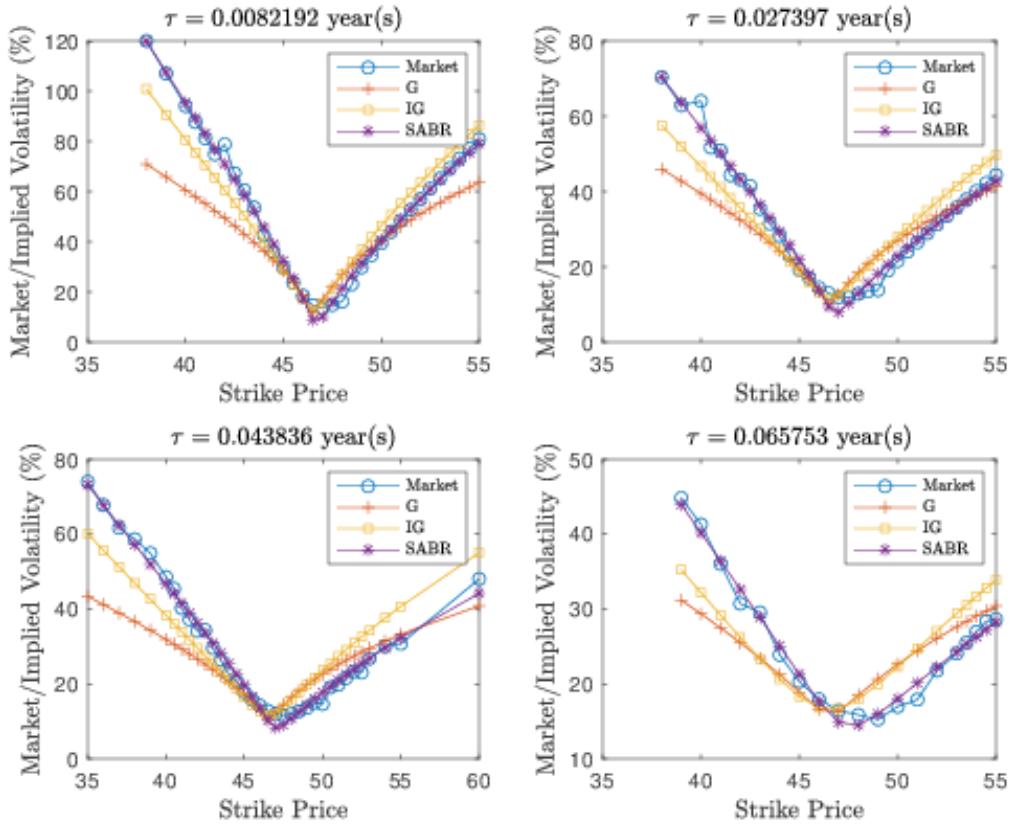 τ = 0.0082192 year(s)
Market/Implied Volatility (%)
120
100
80
60
40
20
0
35 40 45 50 55
Strike Price
Market
G
IG
SABR
τ = 0.027397 year(s)
Market/Implied Volatility (%)
80
60
40
20
0
35 40 45 50 55
Strike Price
Market
G
IG
SABR
τ = 0.043836 year(s)
Market/Implied Volatility (%)
80
60
40
20
0
35 40 45 50 55 60
Strike Price
Market
G
IG
SABR
τ = 0.065753 year(s)
Market/Implied Volatility (%)
50
40
30
20
10
35 40 45 50 55
Strike Price
Market
G
IG
SABR